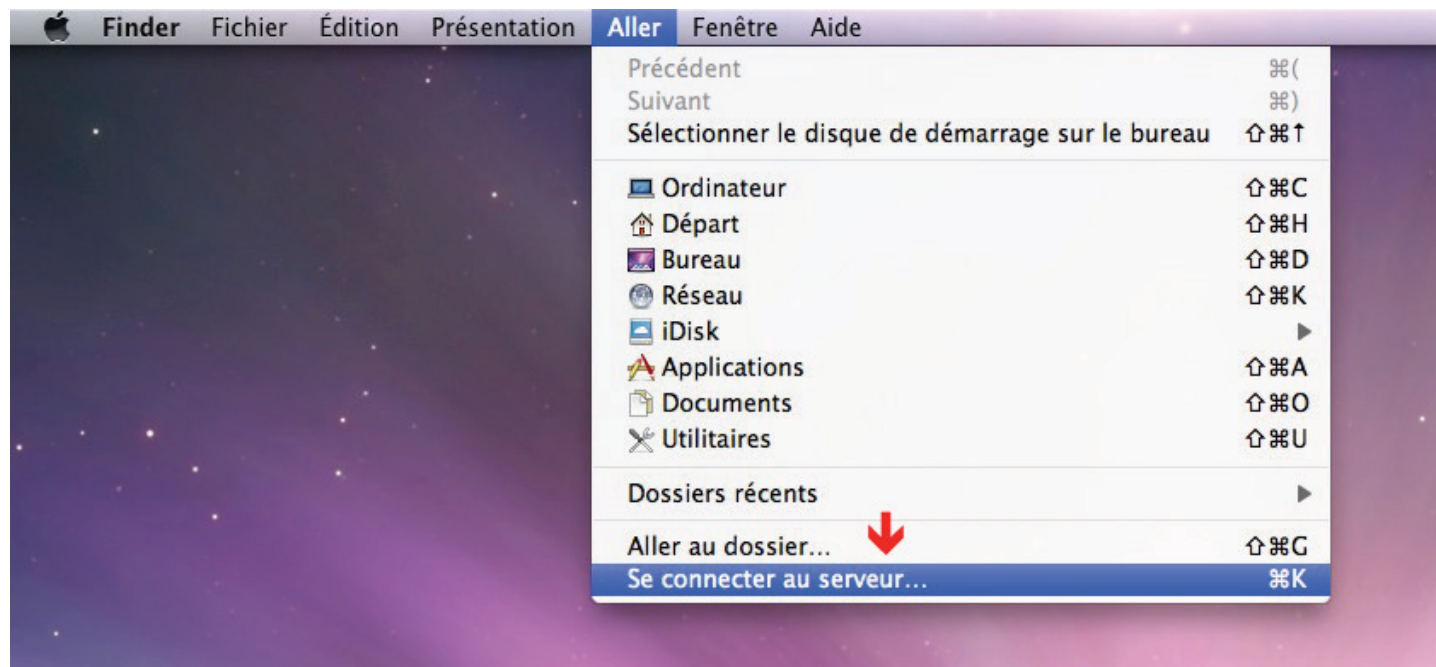 Finder Fichier Édition Présentation Aller Fenêtre Aide
Précédent ⌘(
Suivant ⌘)
Sélectionner le disque de démarrage sur le bureau ⇧⌘↑
Ordinateur ⇧⌘C
Départ ⇧⌘H
Bureau ⇧⌘D
Réseau ⇧⌘K
iDisk
Applications ⇧⌘A
Documents ⇧⌘O
Utilitaires ⇧⌘U
Dossiers récents
Aller au dossier... ⇧⌘G
Se connecter au serveur... ⌘K